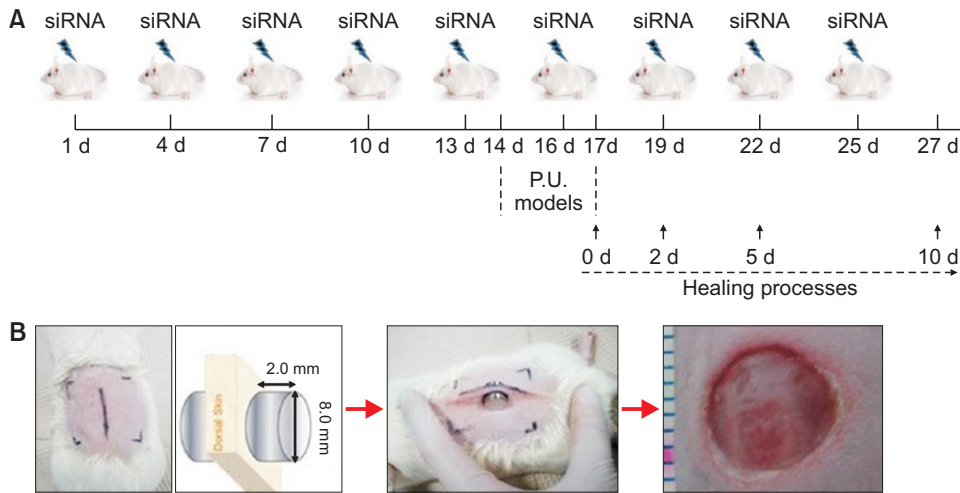 A
siRNA siRNA siRNA siRNA siRNA siRNA siRNA siRNA siRNA
1 d 4 d 7 d 10 d 13 d 14 d 16 d 17d 19 d 22 d 25 d 27 d
P.U.
models
0 d 2 d 5 d 10 d
Healing processes
B
2.0 mm
Dorsal Skin
8.0 mm